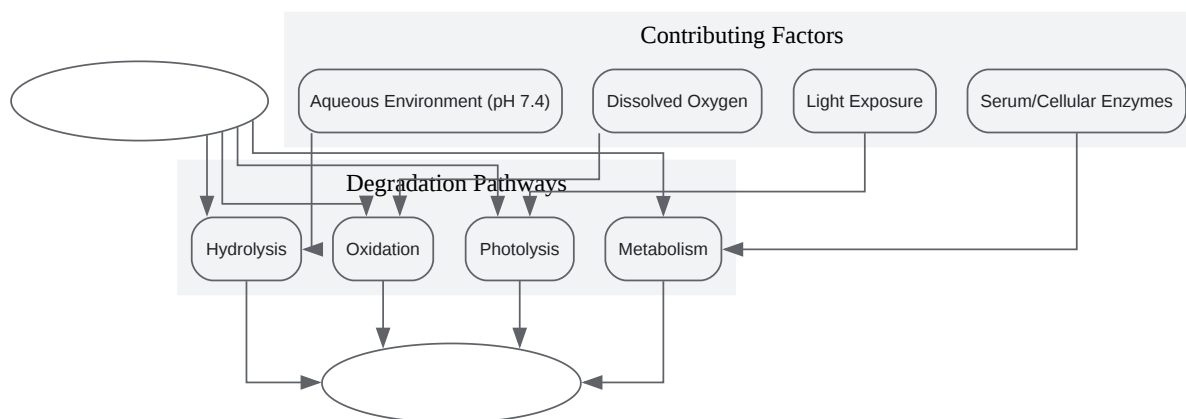 Contributing Factors
Aqueous Environment (pH 7.4)
Dissolved Oxygen
Light Exposure
Serum/Cellular Enzymes
Degradation Pathways
Hydrolysis
Oxidation
Photolysis
Metabolism